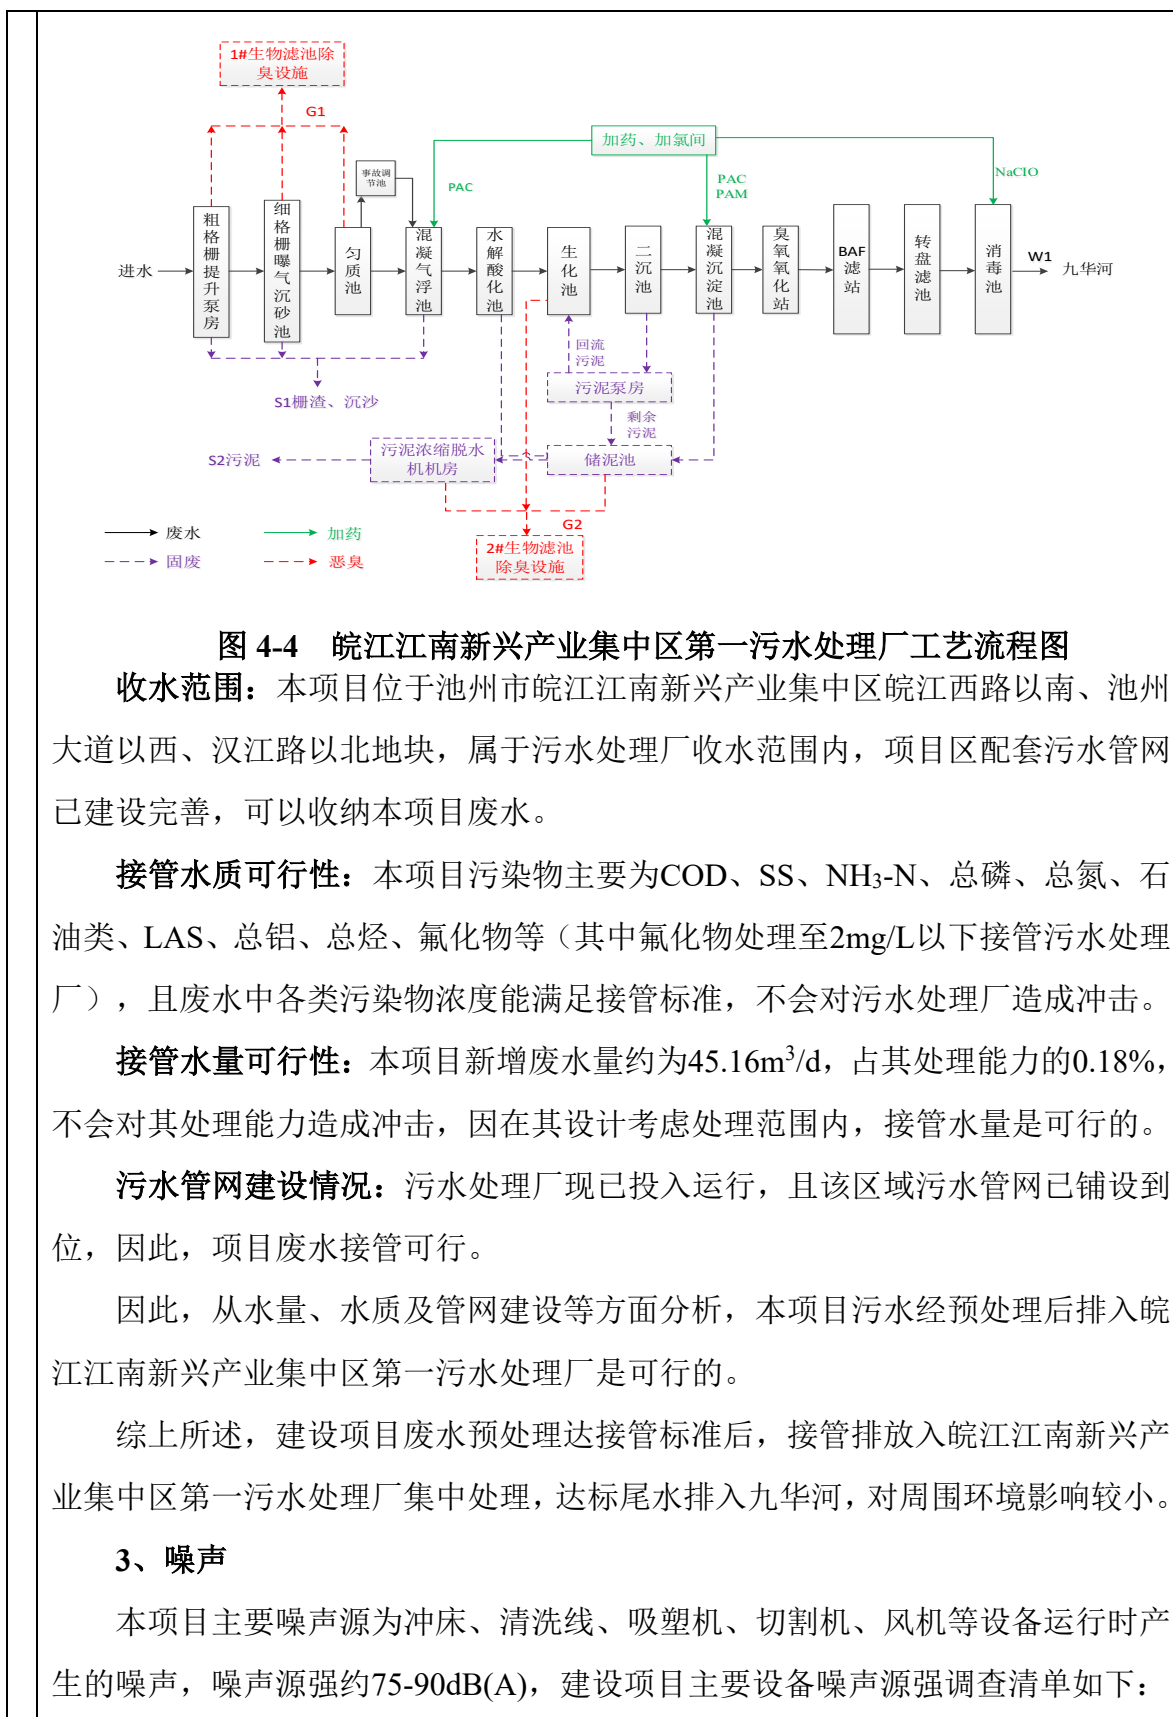 1#生物滤池除
臭设施
G1
加药、加氯间
事故调
节池
PAC
PAC
PAM
NaClO
进水
粗格栅提升泵房
细格栅曝气沉砂池
匀质池
混凝气浮池
水解酸化池
生化池
二沉池
混凝沉淀池
臭氧氧化站
BAF
滤站
转盘滤池
消毒池
W1
九华河
回流
污泥
S1栅渣、沉沙
污泥泵房
剩余
污泥
S2污泥
污泥浓缩脱水
机机房
储泥池
G2
2#生物滤池
除臭设施
废水
加药
固废
恶臭
图 4-4 皖江江南新兴产业集中区第一污水处理厂工艺流程图
收水范围：本项目位于池州市皖江江南新兴产业集中区皖江西路以南、池州
大道以西、汉江路以北地块，属于污水处理厂收水范围内，项目区配套污水管网
已建设完善，可以收纳本项目废水。
接管水质可行性：本项目污染物主要为COD、SS、NH₃-N、总磷、总氮、石
油类、LAS、总铝、总烃、氟化物等（其中氟化物处理至2mg/L以下接管污水处理
厂），且废水中各类污染物浓度能满足接管标准，不会对污水处理厂造成冲击。
接管水量可行性：本项目新增废水量约为45.16m³/d，占其处理能力的0.18%，
不会对其处理能力造成冲击，因在其设计考虑处理范围内，接管水量是可行的。
污水管网建设情况：污水处理厂现已投入运行，且该区域污水管网已铺设到
位，因此，项目废水接管可行。
因此，从水量、水质及管网建设等方面分析，本项目污水经预处理后排入皖
江江南新兴产业集中区第一污水处理厂是可行的。
综上所述，建设项目废水预处理达接管标准后，接管排放入皖江江南新兴产
业集中区第一污水处理厂集中处理，达标尾水排入九华河，对周围环境影响较小。
3、噪声
本项目主要噪声源为冲床、清洗线、吸塑机、切割机、风机等设备运行时产
生的噪声，噪声源强约75-90dB(A)，建设项目主要设备噪声源强调查清单如下：